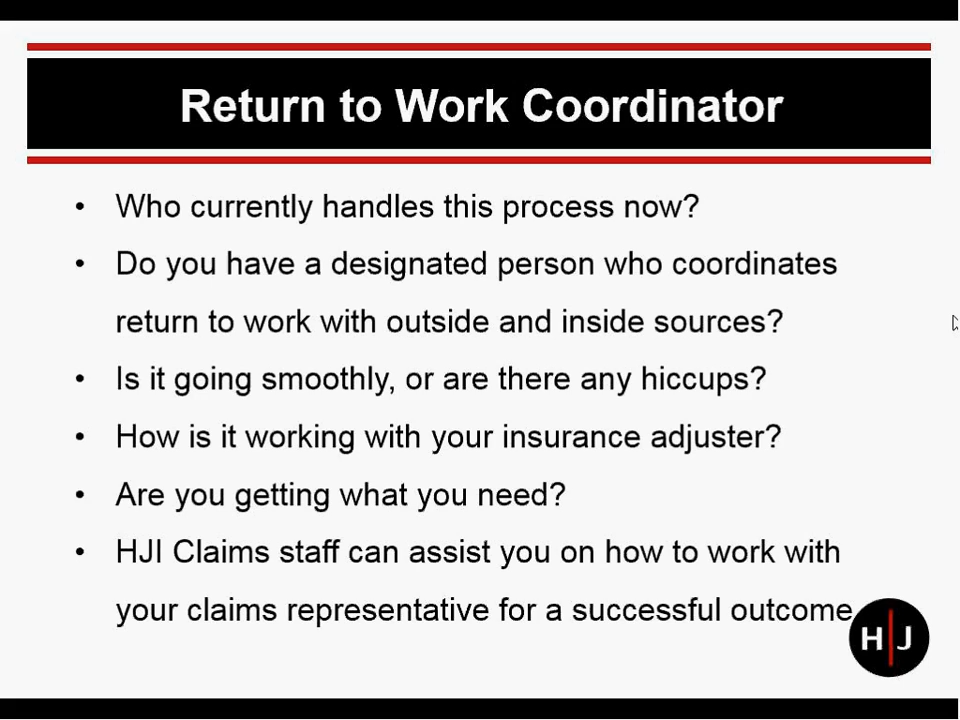 Return to Work Coordinator
• Who currently handles this process now?
• Do you have a designated person who coordinates
return to work with outside and inside sources?
• Is it going smoothly, or are there any hiccups?
• How is it working with your insurance adjuster?
• Are you getting what you need?
• HJI Claims staff can assist you on how to work with
your claims representative for a successful outcome
H|J